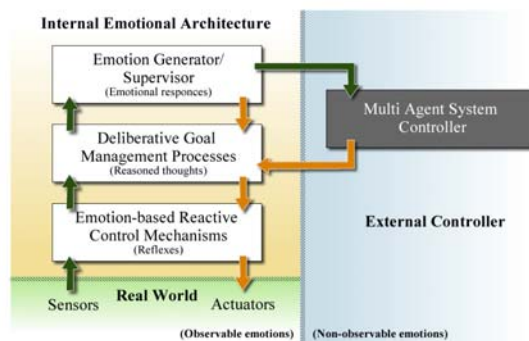 Internal Emotional Architecture
Emotion Generator/
Supervisor
(Emotional responces)
Multi Agent System
Controller
Deliberative Goal
Management Processes
(Reasoned thoughts)
Emotion-based Reactive
Control Mechanisms
(Reflexes)
External Controller
Real World
Sensors
Actuators
(Observable emotions)
(Non-observable emotions)